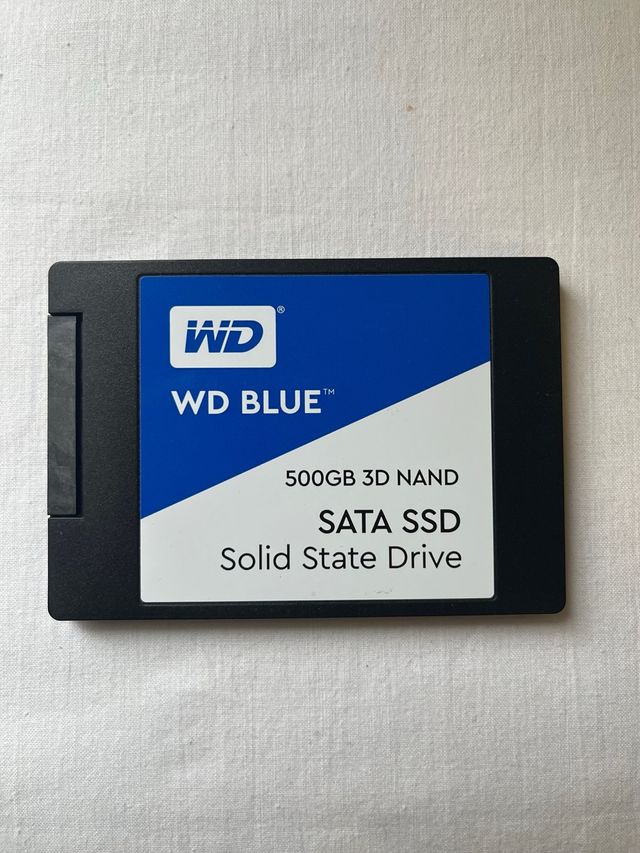 WD®
WD BLUE™
500GB 3D NAND
SATA SSD
Solid State Drive